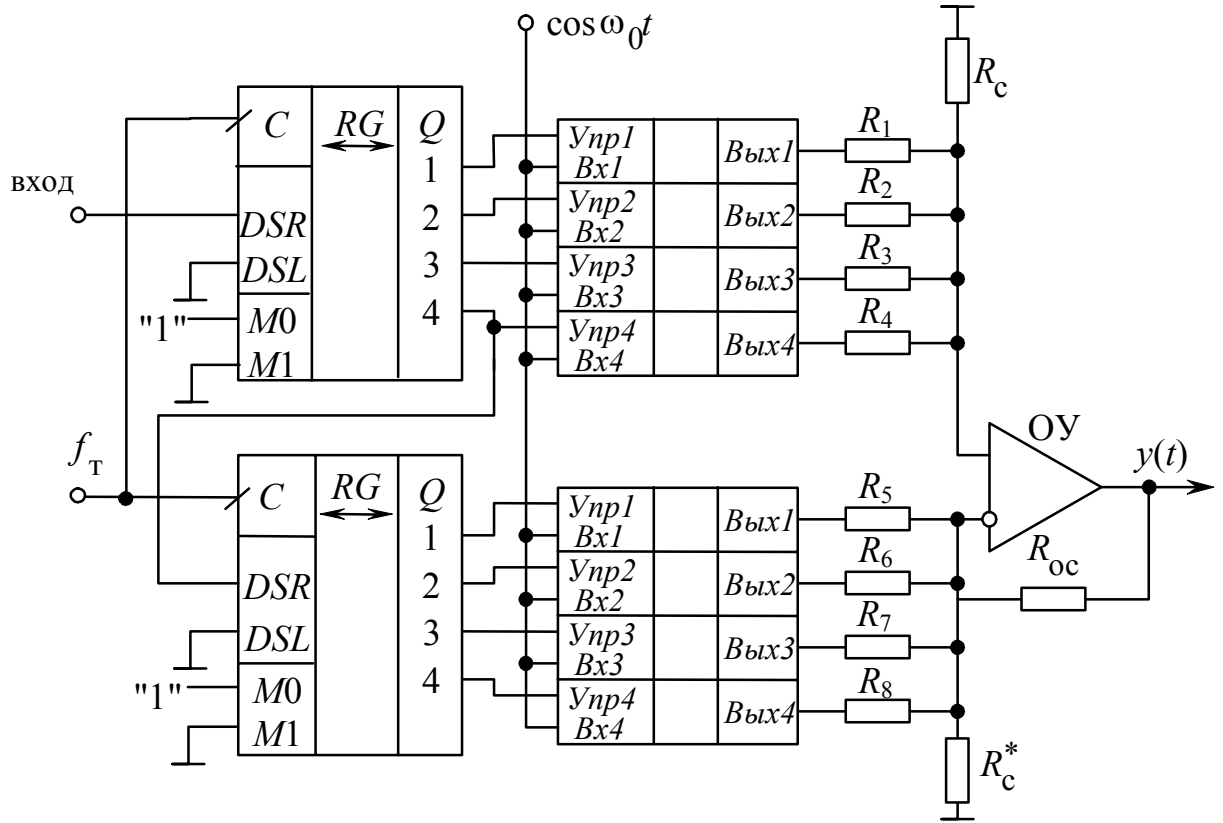 cos ω₀t
C
RG
Q
1
2
3
4
вход
DSR
DSL
"1"
M0
M1
Упр1
Вх1
Упр2
Вх2
Упр3
Вх3
Упр4
Вх4
Вых1
Вых2
Вых3
Вых4
R₁
R₂
R₃
R₄
R_c
fт
C
RG
Q
1
2
3
4
DSR
DSL
"1"
M0
M1
Упр1
Вх1
Упр2
Вх2
Упр3
Вх3
Упр4
Вх4
Вых1
Вых2
Вых3
Вых4
R₅
R₆
R₇
R₈
ОУ
y(t)
R_ос
R_c*